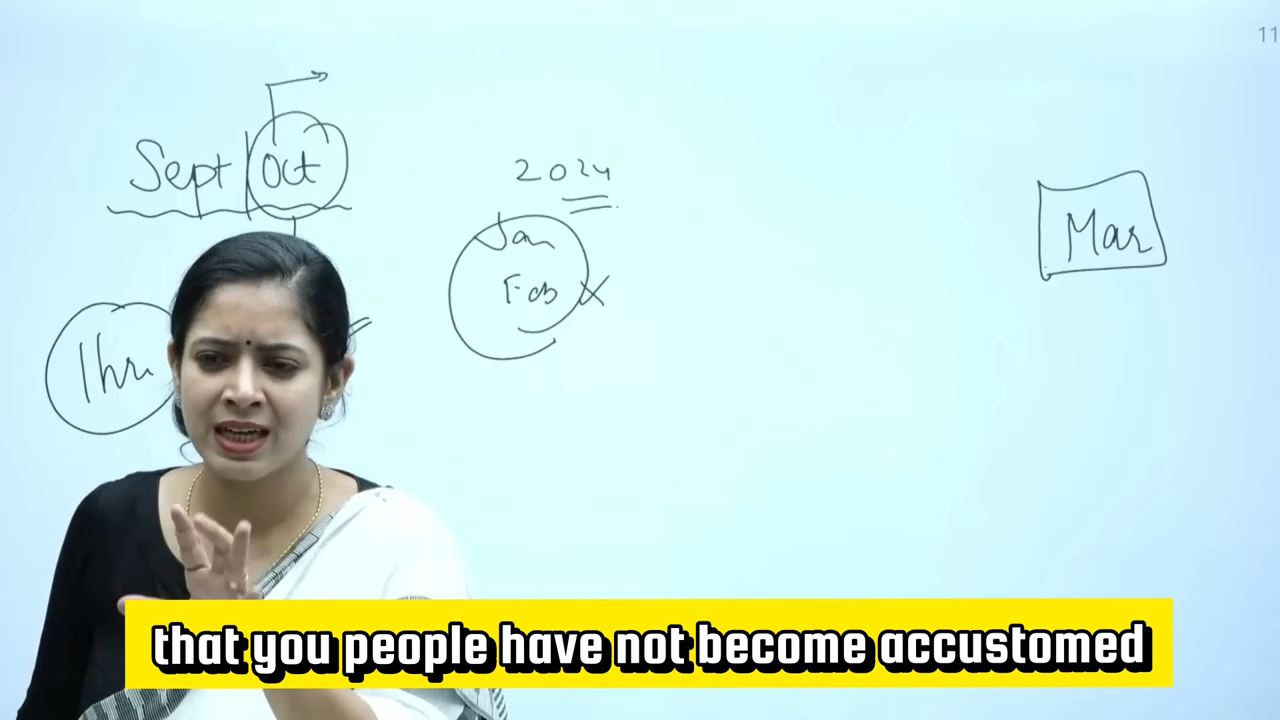 11
Sept | Oct
2024
Jan
Feb X
Mar
1hr
that you people have not become accustomed